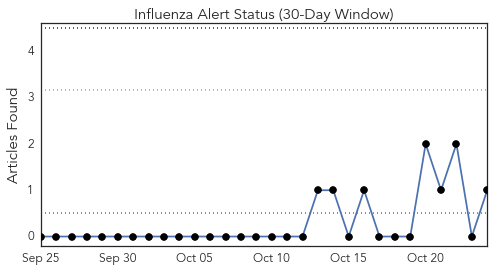 Influenza Alert Status (30-Day Window)
Articles Found
4
3
2
1
0
Sep 25 Sep 30 Oct 05 Oct 10 Oct 15 Oct 20